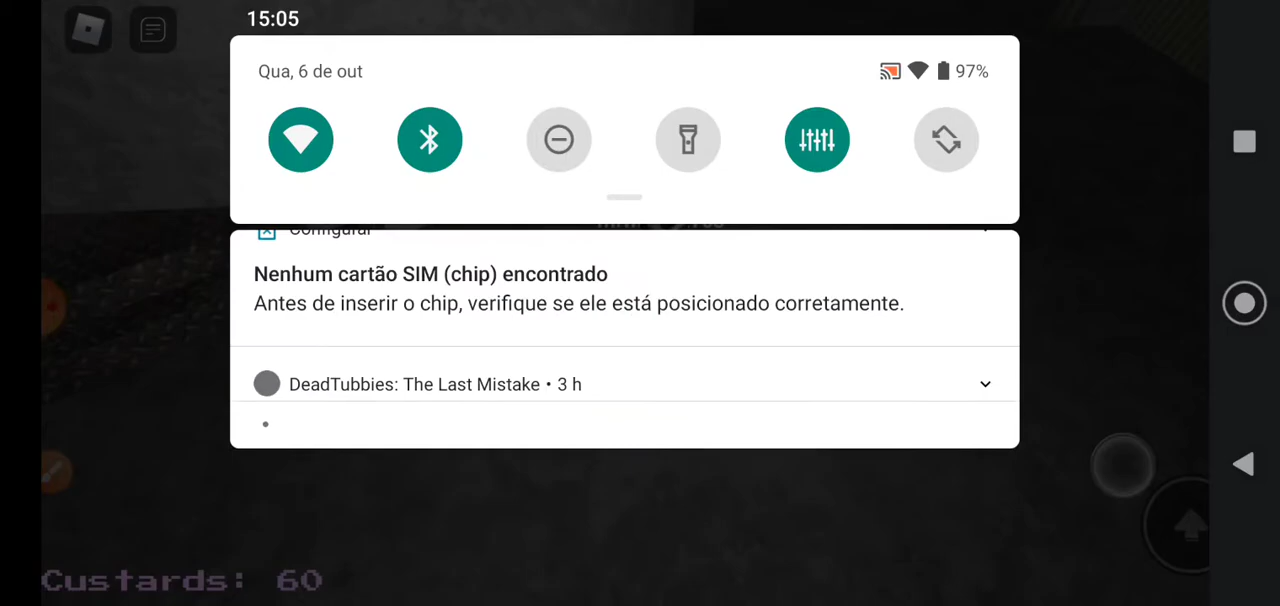 15:05
Qua, 6 de out
97%
Configurar
Nenhum cartão SIM (chip) encontrado
Antes de inserir o chip, verifique se ele está posicionado corretamente.
DeadTubbies: The Last Mistake • 3 h
Custards: 60